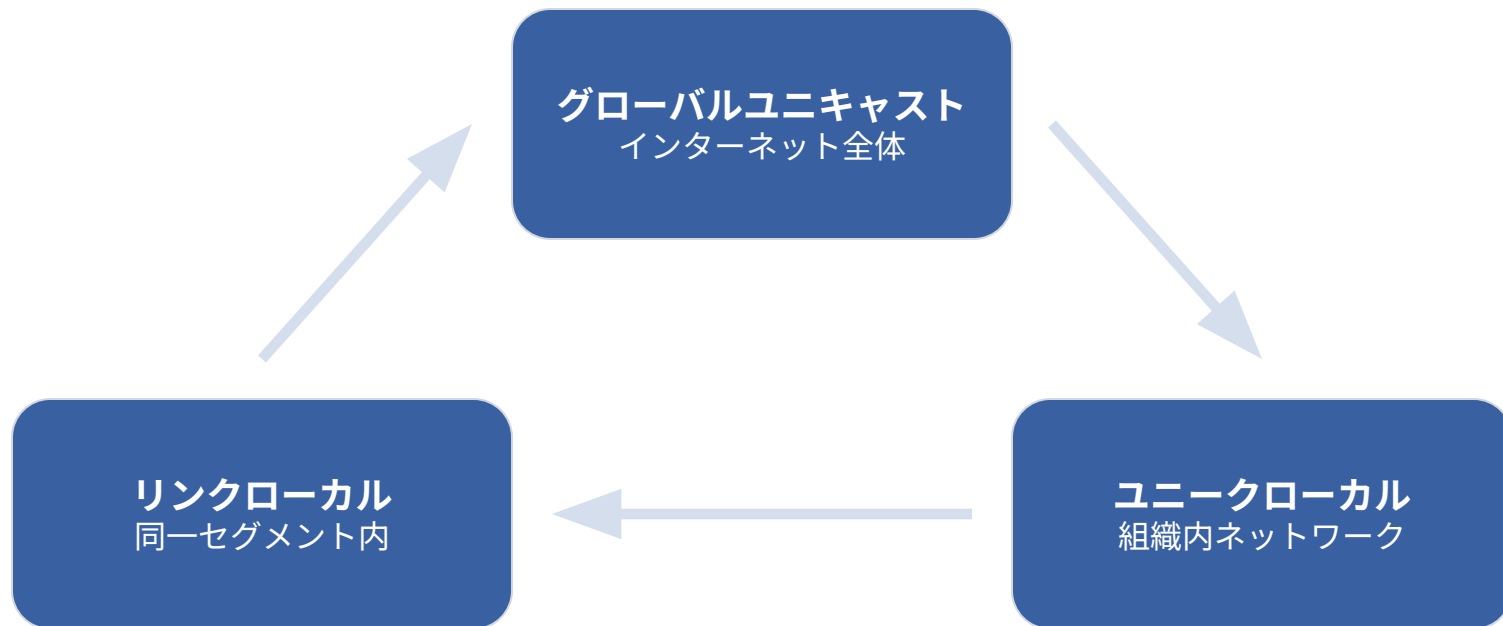 グローバルユニキャスト
インターネット全体
リンクローカル
同一セグメント内
ユニークローカル
組織内ネットワーク